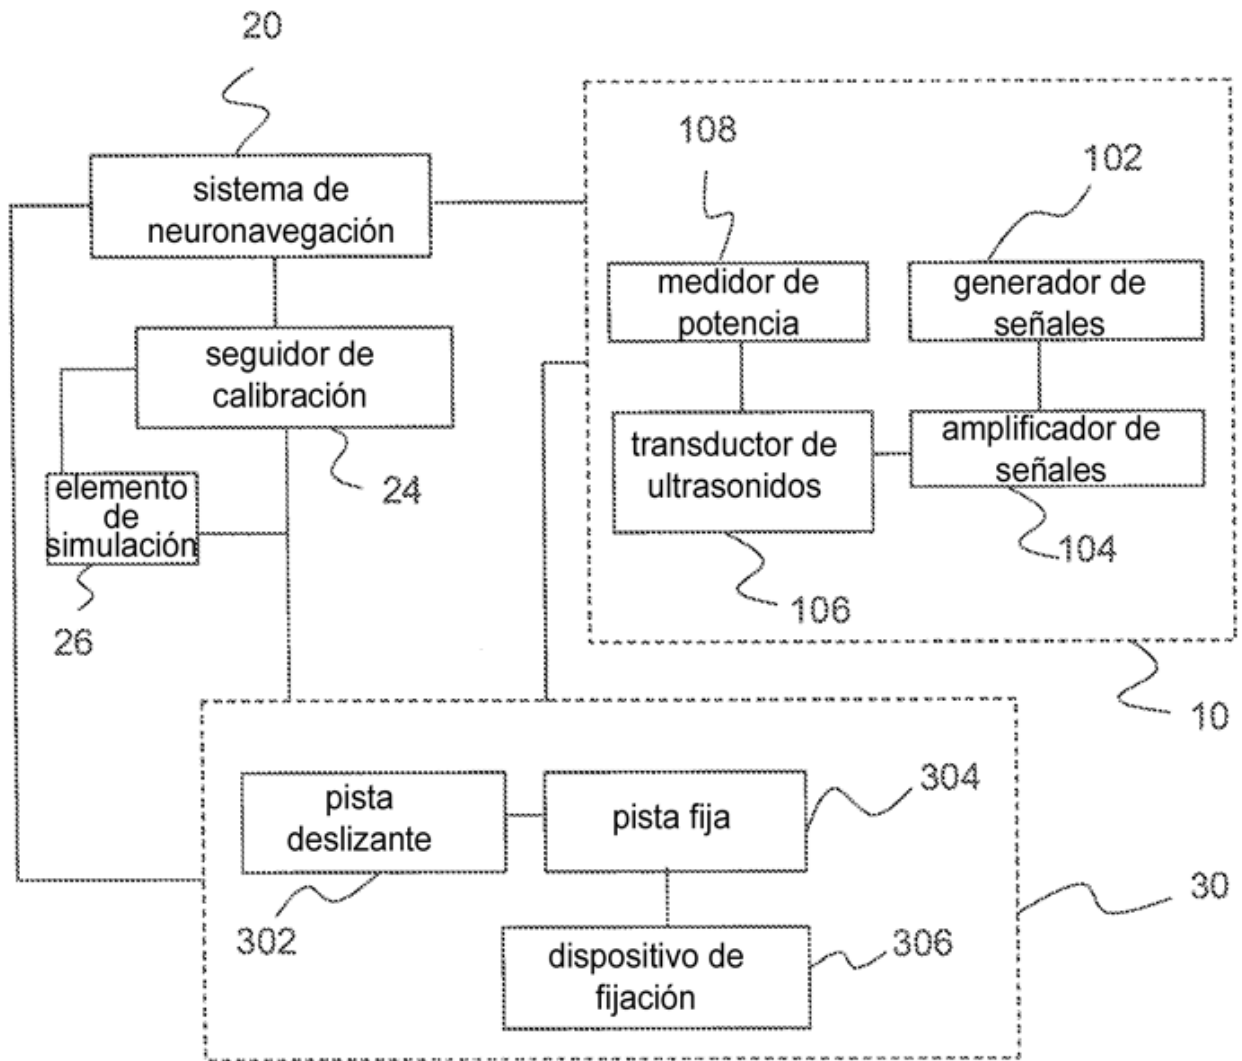 20
108
102
sistema de
neuronavegación
medidor de
potencia
generador de
señales
seguidor de
calibración
transductor de
ultrasonidos
amplificador de
señales
24
elemento
de
simulación
104
106
26
10
pista
deslizante
pista fija
304
30
302
dispositivo de
fijación
306